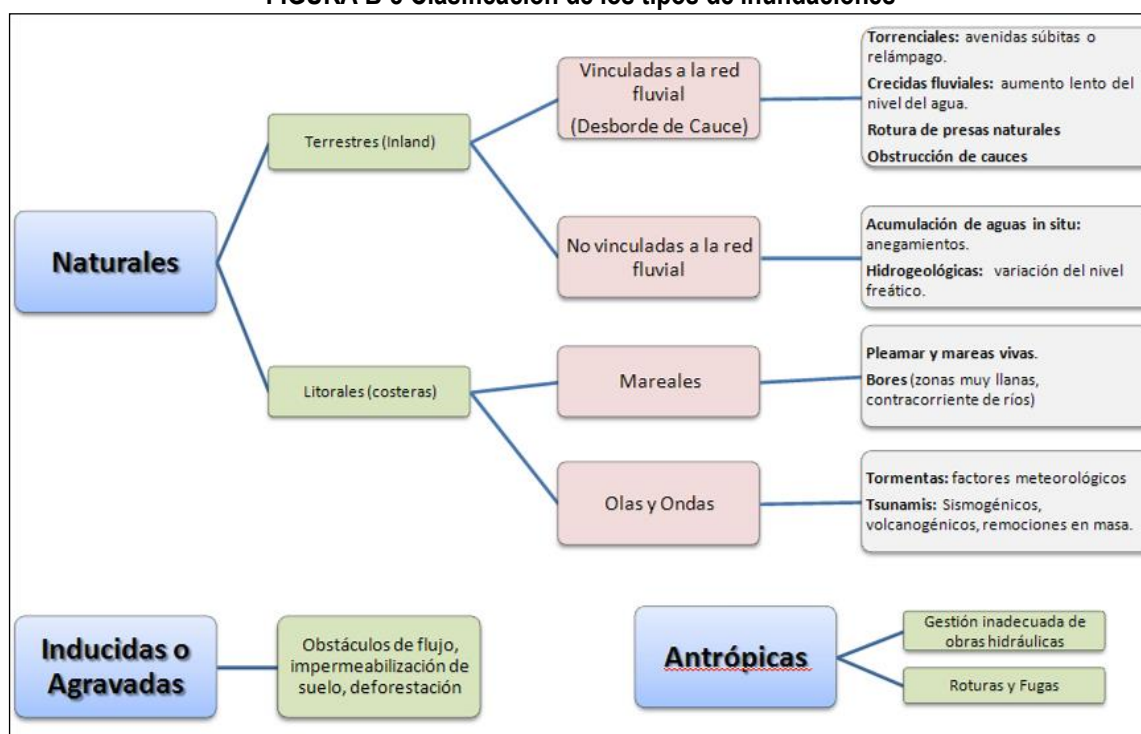 FIGURA B-6 Clasificación de los tipos de inundaciones
Naturales
Terrestres (Inland)
Vinculadas a la red
fluvial
(Desborde de Cauce)
Torrenciales: avenidas súbitas o
relámpago.
Crecidas fluviales: aumento lento del
nivel del agua.
Rotura de presas naturales
Obstrucción de cauces
No vinculadas a la red
fluvial
Acumulación de aguas in situ:
anegamientos.
Hidrogeológicas: variación del nivel
freático.
Litorales (costeras)
Mareales
Pleamar y mareas vivas.
Bores (zonas muy llanas,
contracorriente de ríos)
Olas y Ondas
Tormentas: factores meteorológicos
Tsunamis: Sismogénicos,
volcanogénicos, remociones en masa.
Inducidas o
Agravadas
Obstáculos de flujo,
impermeabilización de
suelo, deforestación
Antrópicas
Gestión inadecuada de
obras hidráulicas
Roturas y Fugas